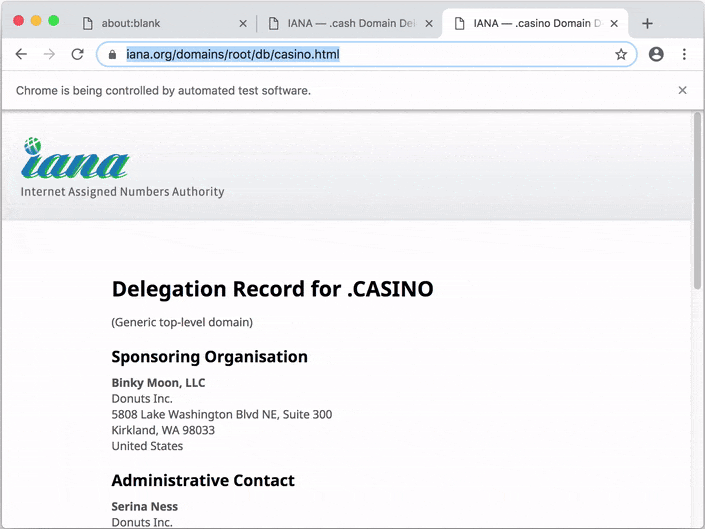 about:blank
IANA — .cash Domain Del
IANA — .casino Domain D
iana.org/domains/root/db/casino.html
Chrome is being controlled by automated test software.
iana
Internet Assigned Numbers Authority
Delegation Record for .CASINO
(Generic top-level domain)
Sponsoring Organisation
Binky Moon, LLC
Donuts Inc.
5808 Lake Washington Blvd NE, Suite 300
Kirkland, WA 98033
United States
Administrative Contact
Serina Ness
Donuts Inc.